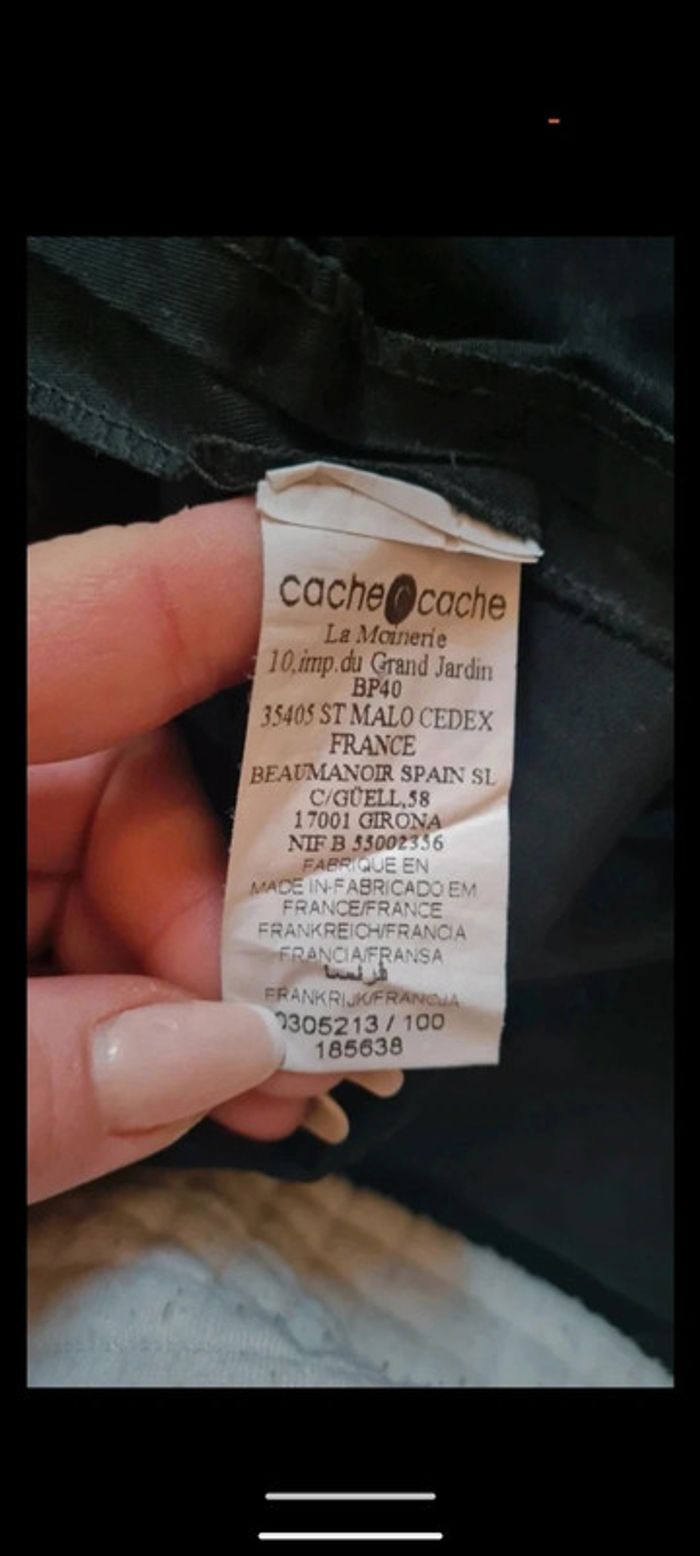 cache cache
La Moinerie
10,imp.du Grand Jardin
BP40
35405 ST MALO CEDEX
FRANCE
BEAUMANOIR SPAIN SL
C/GÜELL,58
17001 GIRONA
NIF B 55002356
FABRIQUE EN
MADE IN-FABRICADO EM
FRANCE/FRANCE
FRANKREICH/FRANCIA
FRANCIA/FRANSA
فرنسا
FRANKRIJK/FRANCJA
0305213 / 100
185638